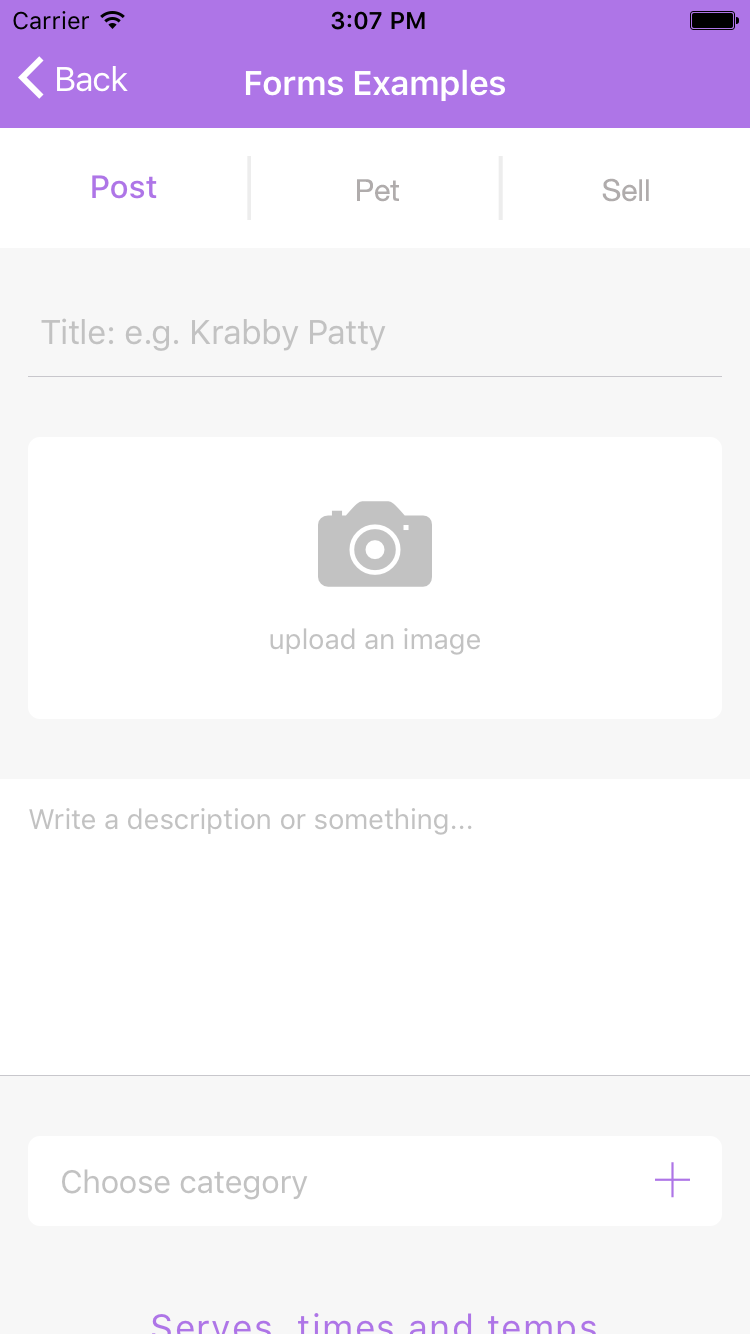 Carrier 3:07 PM
Back Forms Examples
Post Pet Sell
Title: e.g. Krabby Patty
upload an image
Write a description or something...
Choose category
Serves, times and temps